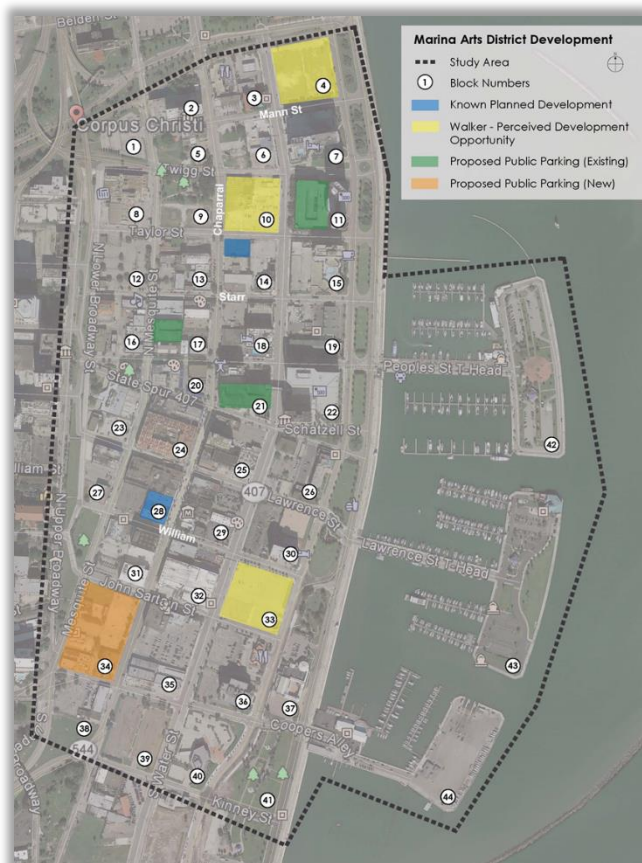 Belden St
Marina Arts District Development
Study Area
1
Block Numbers
Known Planned Development
Walker - Perceived Development
Opportunity
Proposed Public Parking (Existing)
Proposed Public Parking (New)
4
3
2
Mann St
Corpus Christi
1
5
6
7
Twigg St
Chaparral
8
9
10
11
Taylor St
12
13
14
15
Starr
N Lower Broadway St
N Mesquite St
16
17
18
19
Peoples St T-Head
20
State Spur 407
21
22
Schatzell St
23
24
42
William St
25
26
27
407
Lawrence St
N Upper Broadway
28
William
29
30
Lawrence St T-Head
31
John Sartain St
32
Mesquite St
33
34
43
35
36
37
Coopers Aly
38
544
39
S Water St
40
41
Kinney St
44